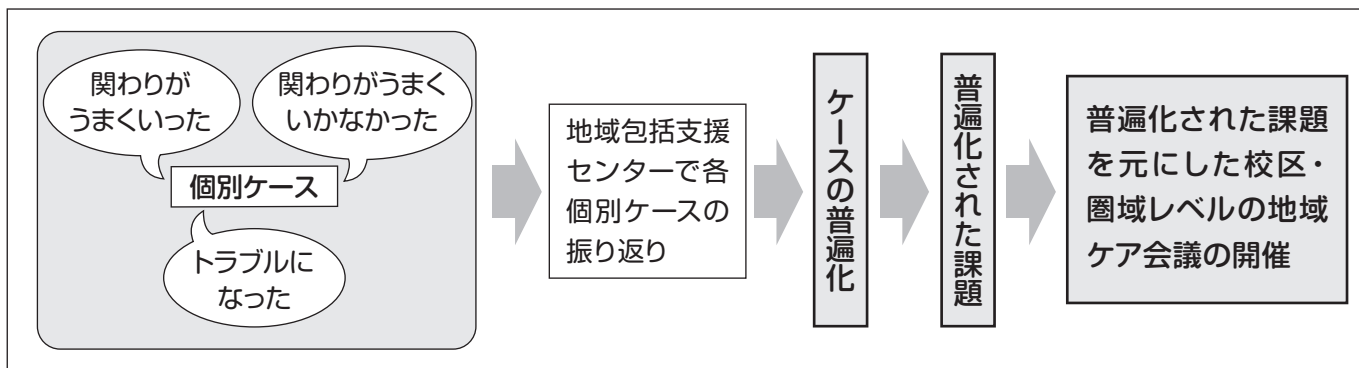 関わりが
うまくいった
関わりがうまく
いかなかった
個別ケース
トラブルに
なった
地域包括支援
センターで各
個別ケースの
振り返り
ケースの普遍化
普遍化された課題
普遍化された課題
を元にした校区・
圏域レベルの地域
ケア会議の開催